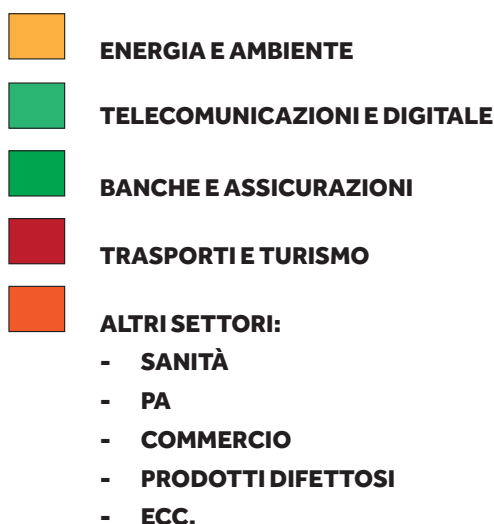 ENERGIA E AMBIENTE
TELECOMUNICAZIONI E DIGITALE
BANCHE E ASSICURAZIONI
TRASPORTI E TURISMO
ALTRI SETTORI:
- SANITÀ
- PA
- COMMERCIO
- PRODOTTI DIFETTOSI
- ECC.